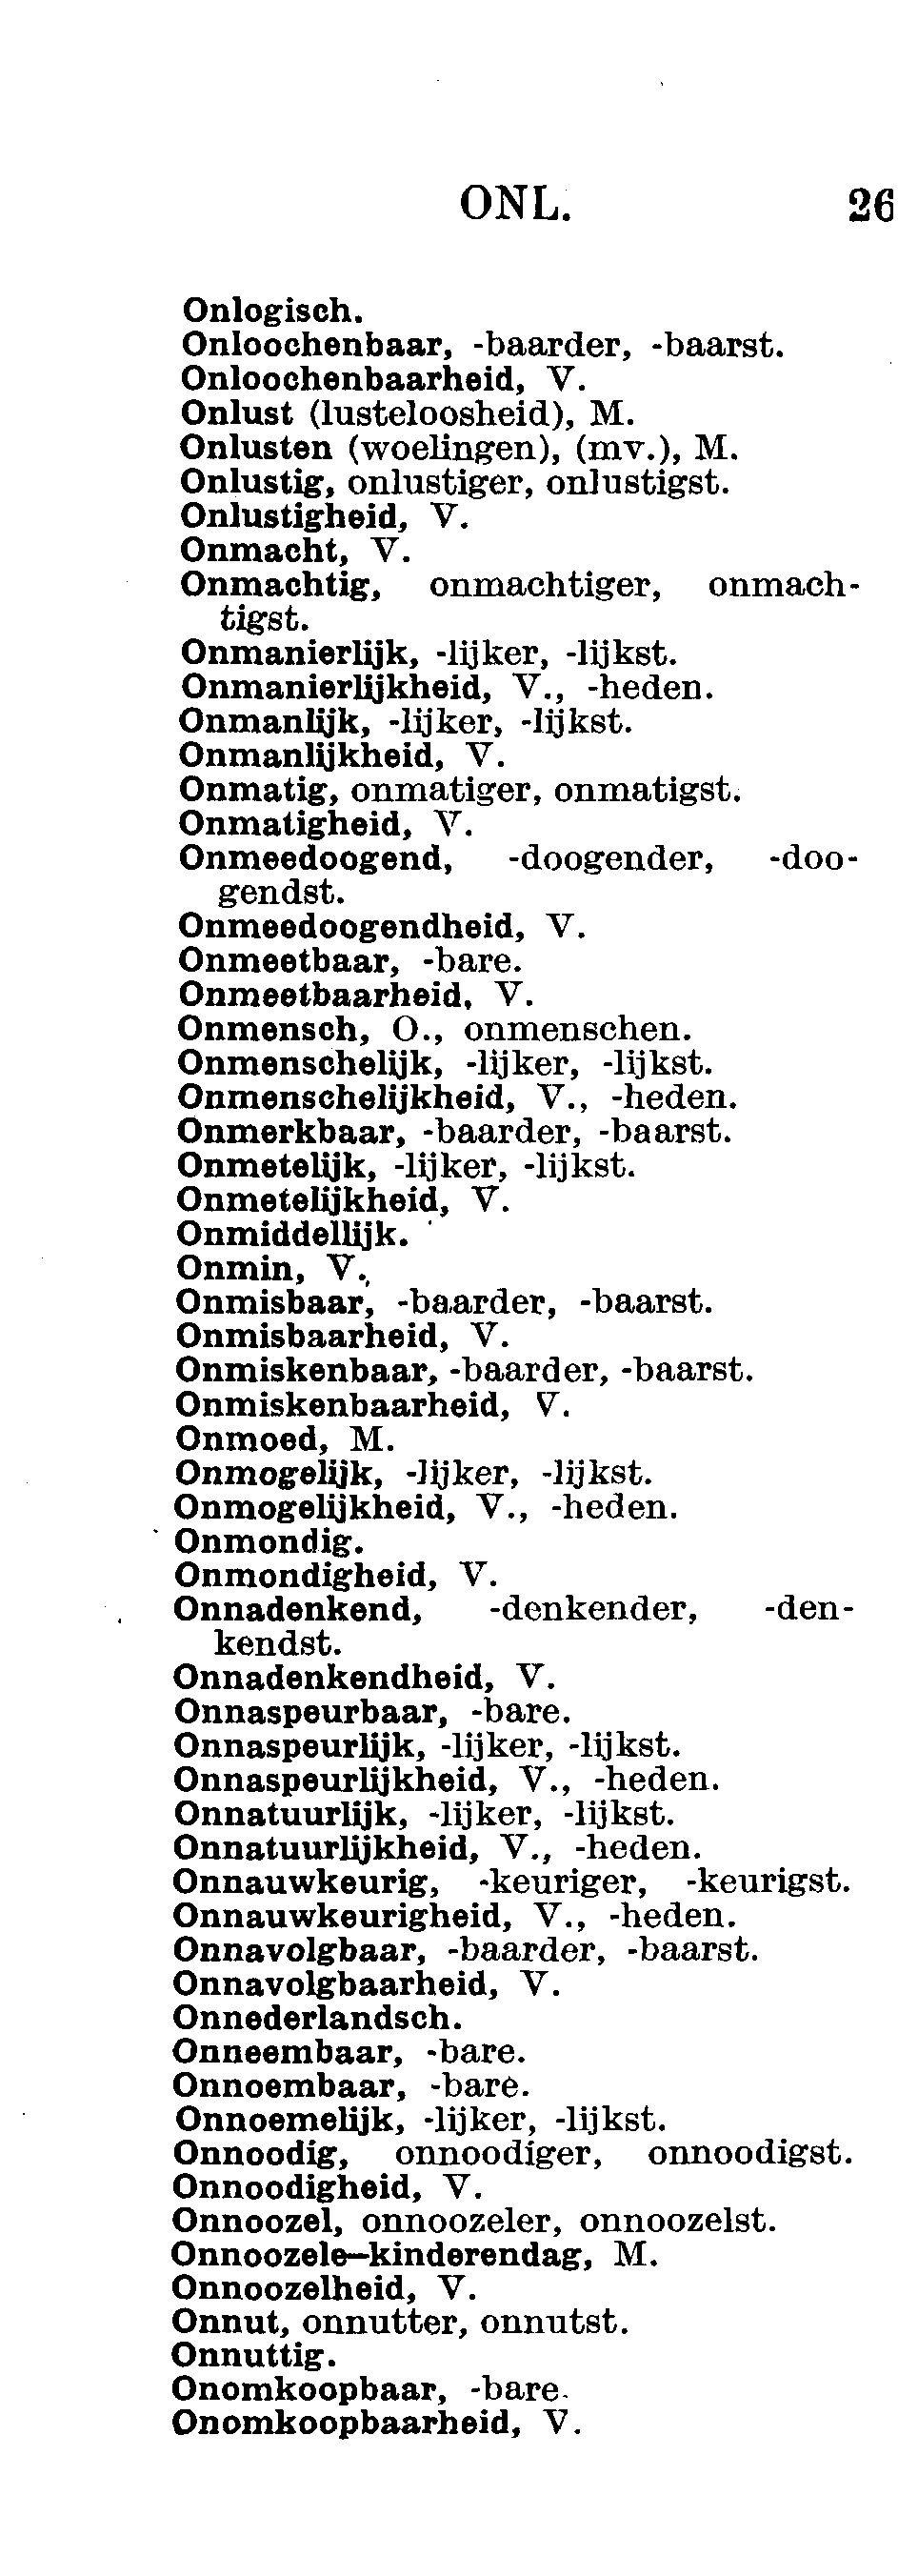 ONL. 26
Onlogisch.
Onloochenbaar, -baarder, -baarst.
Onloochenbaarheid, V.
Onlust (lusteloosheid), M.
Onlusten (woelingen), (mv.), M.
Onlustig, onlustiger, onlustigst.
Onlustigheid, V.
Onmacht, V.
Onmachtig, onmachtiger, onmach-
tigst.
Onmanierlijk, -lijker, -lijkst.
Onmanierlijkheid, V., -heden.
Onmanlijk, -lijker, -lijkst.
Onmanlijkheid, V.
Onmatig, onmatiger, onmatigst.
Onmatigheid, V.
Onmeedoogend, -doogender, -doo-
gendst.
Onmeedoogendheid, V.
Onmeetbaar, -bare.
Onmeetbaarheid, V.
Onmensch, O., onmenschen.
Onmenschelijk, -lijker, -lijkst.
Onmenschelijkheid, V., -heden.
Onmerkbaar, -baarder, -baarst.
Onmetelijk, -lijker, -lijkst.
Onmetelijkheid, V.
Onmiddellijk.
Onmin, V.
Onmisbaar, -baarder, -baarst.
Onmisbaarheid, V.
Onmiskenbaar, -baarder, -baarst.
Onmiskenbaarheid, V.
Onmoed, M.
Onmogelijk, -lijker, -lijkst.
Onmogelijkheid, V., -heden.
Onmondig.
Onmondigheid, V.
Onnadenkend, -denkender, -den-
kendst.
Onnadenkendheid, V.
Onnaspeurbaar, -bare.
Onnaspeurlijk, -lijker, -lijkst.
Onnaspeurlijkheid, V., -heden.
Onnatuurlijk, -lijker, -lijkst.
Onnatuurlijkheid, V., -heden.
Onnauwkeurig, -keuriger, -keurigst.
Onnauwkeurigheid, V., -heden.
Onnavolgbaar, -baarder, -baarst.
Onnavolgbaarheid, V.
Onnederlandsch.
Onneembaar, -bare.
Onnoembaar, -bare.
Onnoemelijk, -lijker, -lijkst.
Onnoodig, onnoodiger, onnoodigst.
Onnoodigheid, V.
Onnoozel, onnoozeler, onnoozelst.
Onnoozele—kinderendag, M.
Onnoozelheid, V.
Onnut, onnutter, onnutst.
Onnuttig.
Onomkoopbaar, -bare.
Onomkoopbaarheid, V.